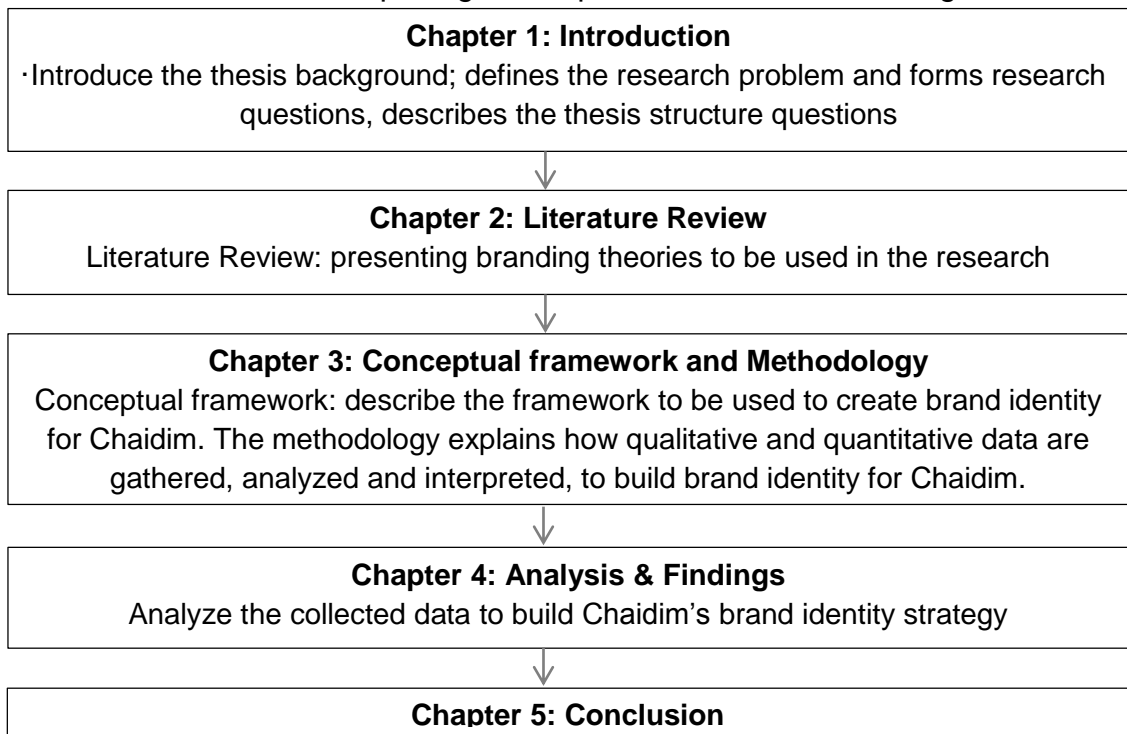 Chapter 1: Introduction
·Introduce the thesis background; defines the research problem and forms research
questions, describes the thesis structure questions
Chapter 2: Literature Review
Literature Review: presenting branding theories to be used in the research
Chapter 3: Conceptual framework and Methodology
Conceptual framework: describe the framework to be used to create brand identity
for Chaidim. The methodology explains how qualitative and quantitative data are
gathered, analyzed and interpreted, to build brand identity for Chaidim.
Chapter 4: Analysis & Findings
Analyze the collected data to build Chaidim’s brand identity strategy
Chapter 5: Conclusion